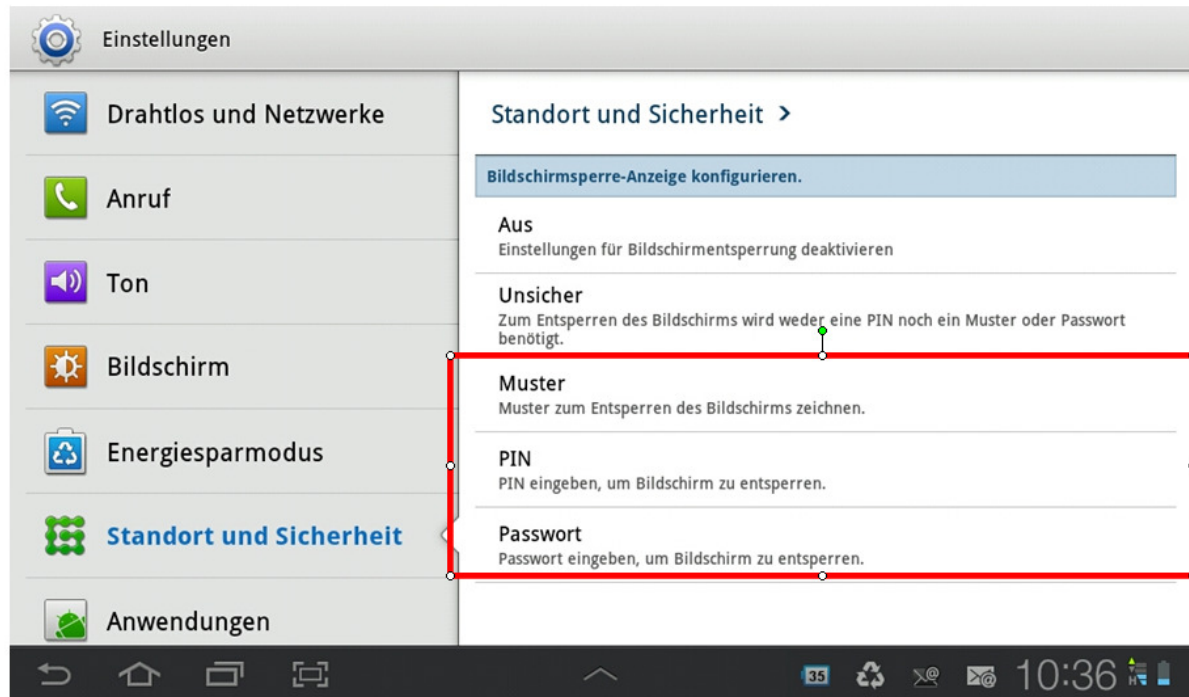 Einstellungen
Drahtlos und Netzwerke
Anruf
Ton
Bildschirm
Energiesparmodus
Standort und Sicherheit
Anwendungen
Standort und Sicherheit >
Bildschirmsperre-Anzeige konfigurieren.
Aus
Einstellungen für Bildschirmentsperrung deaktivieren
Unsicher
Zum Entsperren des Bildschirms wird weder eine PIN noch ein Muster oder Passwort
benötigt.
Muster
Muster zum Entsperren des Bildschirms zeichnen.
PIN
PIN eingeben, um Bildschirm zu entsperren.
Passwort
Passwort eingeben, um Bildschirm zu entsperren.
35 10:36 H